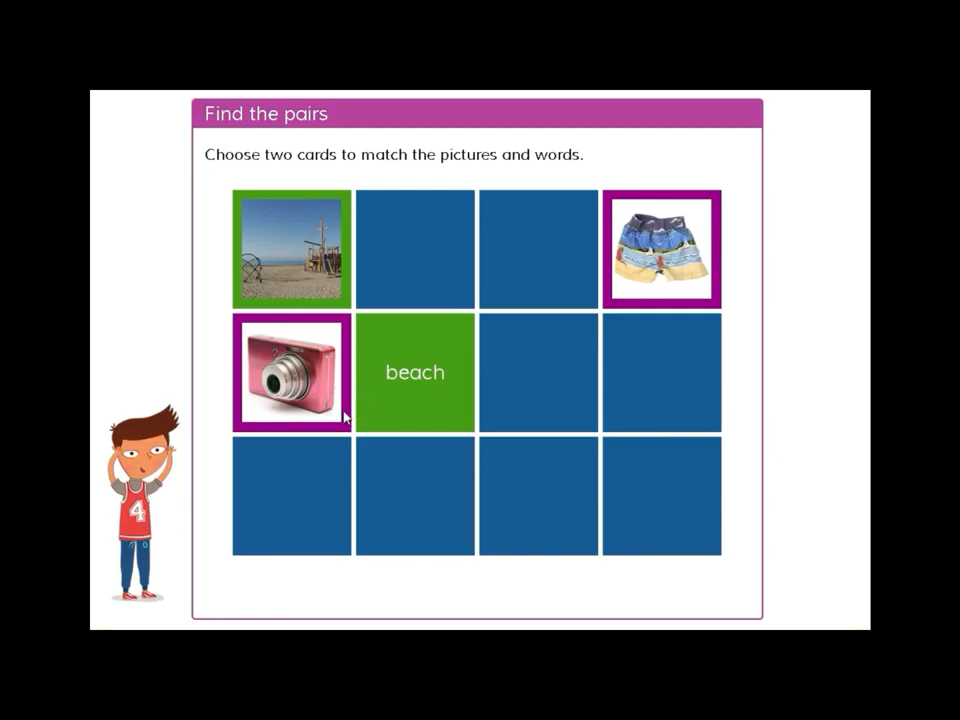 Find the pairs
Choose two cards to match the pictures and words.
beach
4